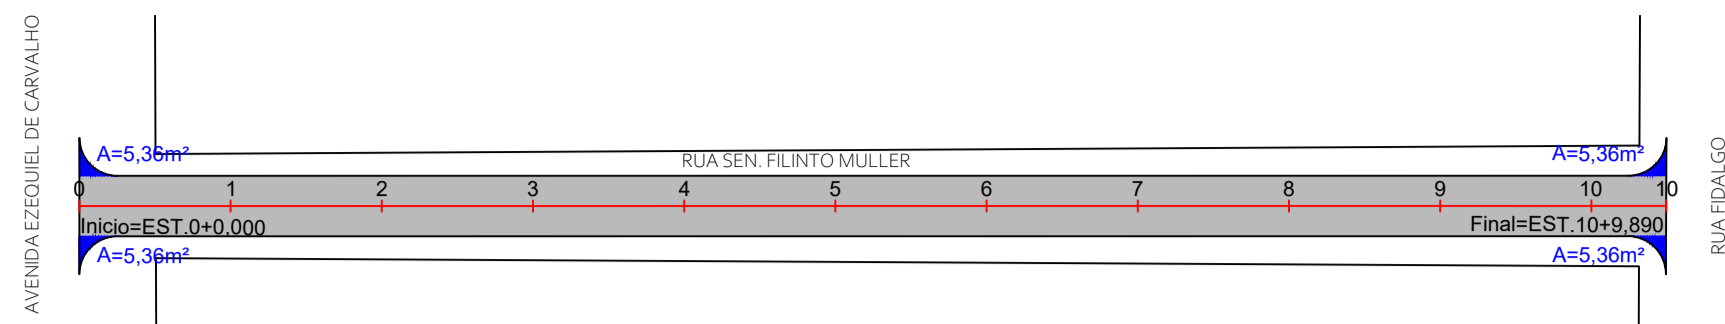 AVENIDA EZEQUIEL DE CARVALHO
A=5,36m²
RUA SEN. FILINTO MULLER
A=5,36m²
0 1 2 3 4 5 6 7 8 9 10 10
Inicio=EST.0+0,000
Final=EST.10+9,890
A=5,36m²
A=5,36m²
RUA FIDALGO